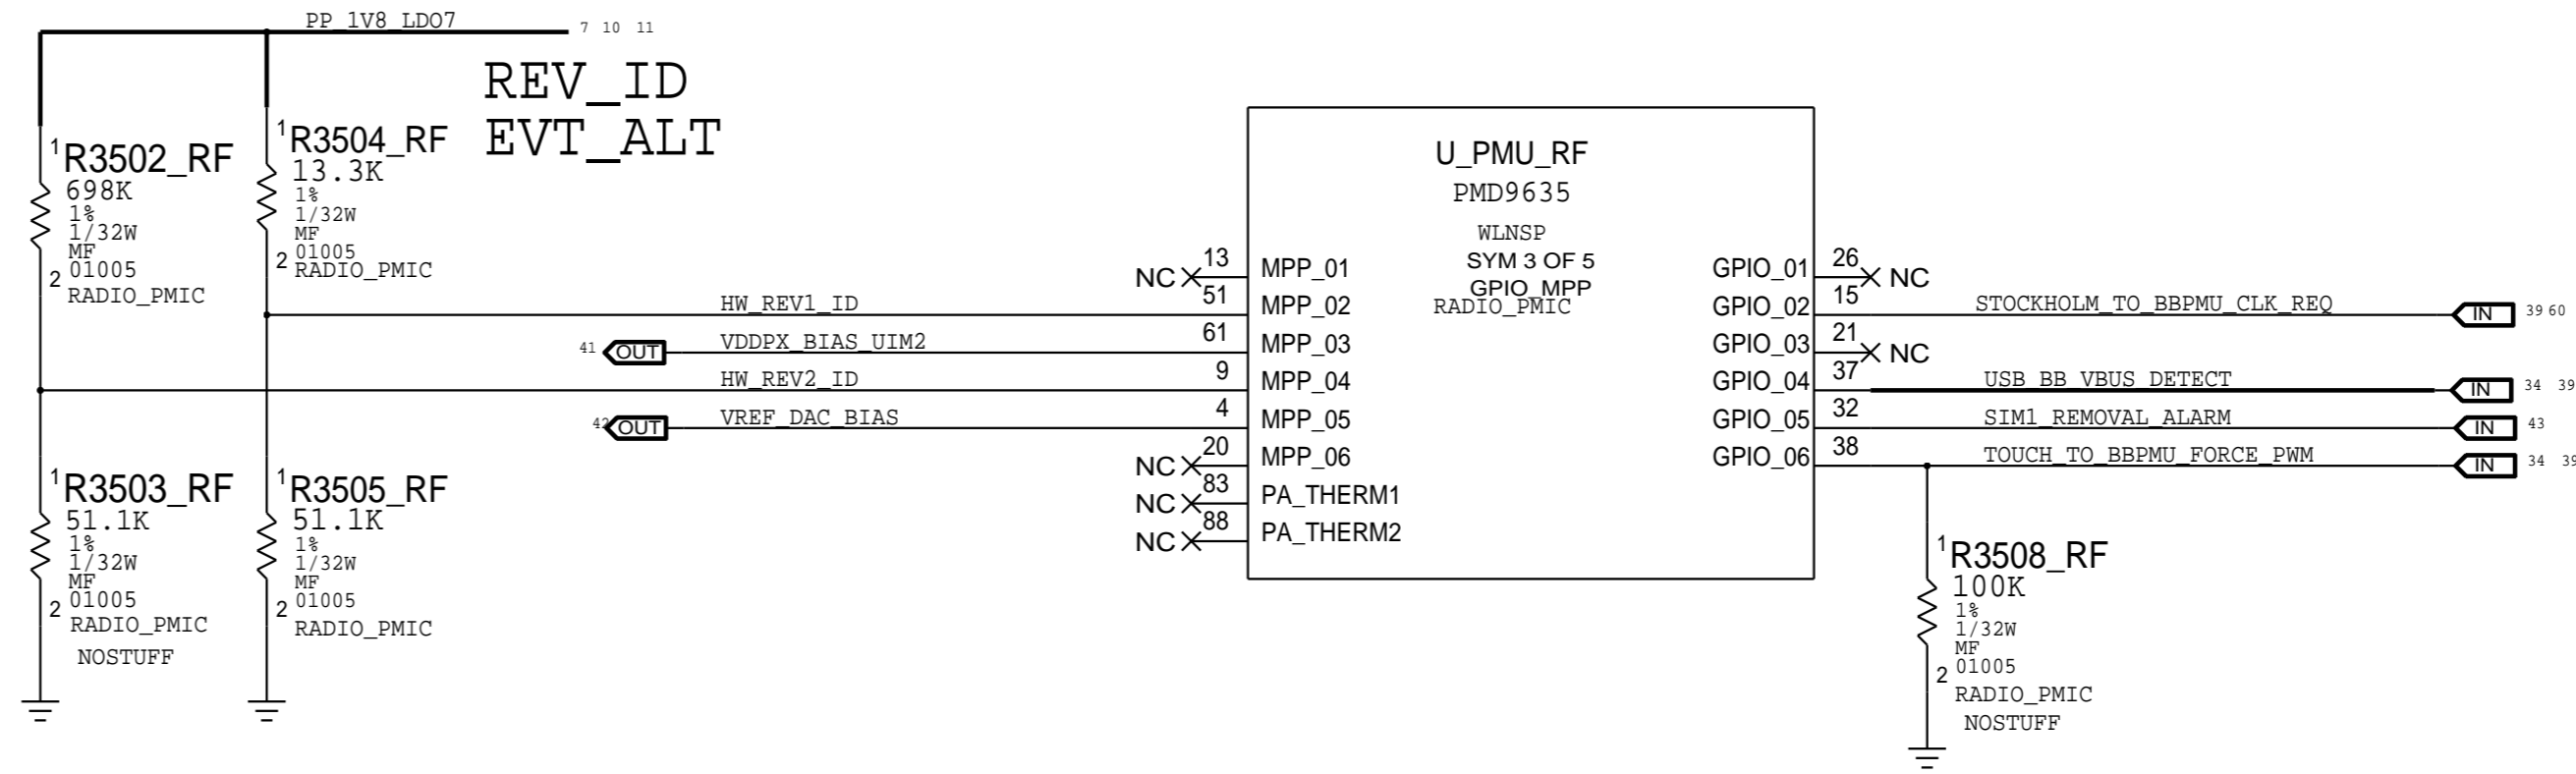 PP_1V8_LDO7
7 10 11
REV_ID
EVT_ALT
1
R3502_RF
698K
1%
1/32W
MF
01005
2
RADIO_PMIC
1
R3504_RF
13.3K
1%
1/32W
MF
01005
2
RADIO_PMIC
HW_REV1_ID
41 OUT VDDPX_BIAS_UIM2
HW_REV2_ID
42 OUT VREF_DAC_BIAS
1
R3503_RF
51.1K
1%
1/32W
MF
01005
2
RADIO_PMIC
NOSTUFF
1
R3505_RF
51.1K
1%
1/32W
MF
01005
2
RADIO_PMIC
U_PMU_RF
PMD9635
WLNSP
SYM 3 OF 5
GPIO_MPP
RADIO_PMIC
NC 13 MPP_01
51 MPP_02
61 MPP_03
9 MPP_04
4 MPP_05
NC 20 MPP_06
NC 83 PA_THERM1
NC 88 PA_THERM2
GPIO_01 26 NC
GPIO_02 15 STOCKHOLM_TO_BBPMU_CLK_REQ IN 39 60
GPIO_03 21 NC
GPIO_04 37 USB_BB_VBUS_DETECT IN 34 39
GPIO_05 32 SIM1_REMOVAL_ALARM IN 43
GPIO_06 38 TOUCH_TO_BBPMU_FORCE_PWM IN 34 39
1
R3508_RF
100K
1%
1/32W
MF
01005
2
RADIO_PMIC
NOSTUFF